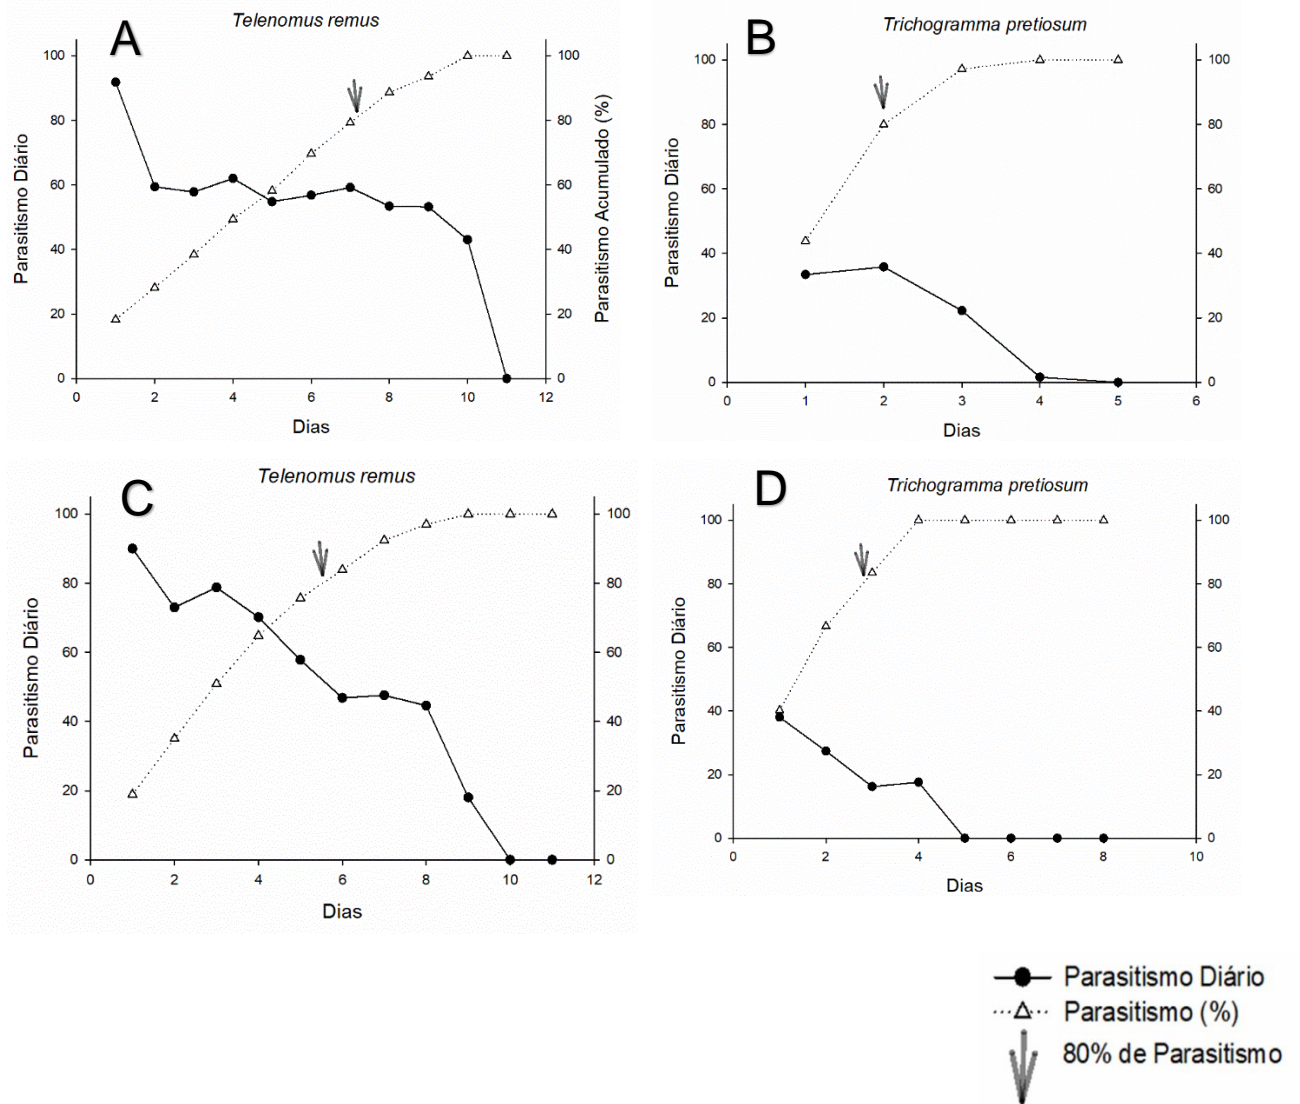 A
Telenomus remus
100
80
60
40
20
0
Parasitismo Diário
100
80
60
40
20
0
Parasitismo Acumulado (%)
0 2 4 6 8 10 12
Dias
B
Trichogramma pretiosum
100
80
60
40
20
0
Parasitismo Diário
100
80
60
40
20
0
0 1 2 3 4 5 6
Dias
C
Telenomus remus
100
80
60
40
20
0
Parasitismo Diário
100
80
60
40
20
0
0 2 4 6 8 10 12
Dias
D
Trichogramma pretiosum
100
80
60
40
20
0
Parasitismo Diário
100
80
60
40
20
0
0 2 4 6 8 10
Dias
Parasitismo Diário
Parasitismo (%)
80% de Parasitismo